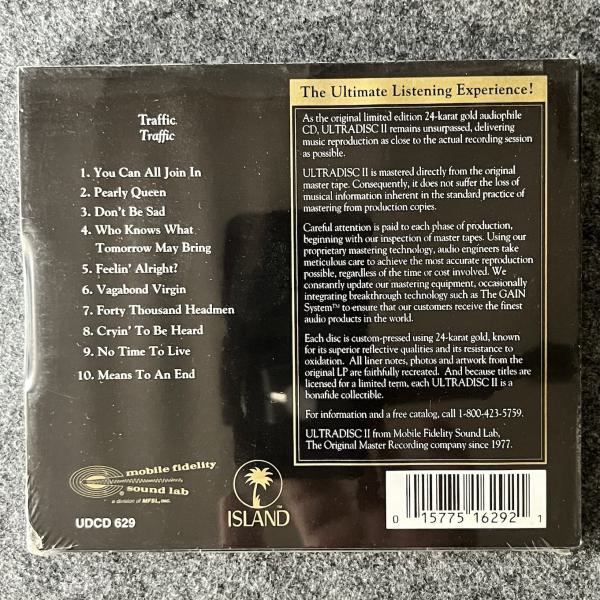 Traffic
Traffic
1. You Can All Join In
2. Pearly Queen
3. Don't Be Sad
4. Who Knows What
Tomorrow May Bring
5. Feelin' Alright?
6. Vagabond Virgin
7. Forty Thousand Headmen
8. Cryin' To Be Heard
9. No Time To Live
10. Means To An End
The Ultimate Listening Experience!
As the original limited edition 24-karat gold audiophile
CD, ULTRADISC II remains unsurpassed, delivering
music reproduction as close to the actual recording session
as possible.
ULTRADISC II is mastered directly from the original
master tape. Consequently, it does not suffer the loss of
musical information inherent in the standard practice of
mastering from production copies.
Careful attention is paid to each phase of production,
beginning with our inspection of master tapes. Using our
proprietary mastering technology, audio engineers take
meticulous care to achieve the most accurate reproduction
possible, regardless of the time or cost involved. We
constantly update our mastering equipment, occasionally
integrating breakthrough technology such as The GAIN
System™ to ensure that our customers receive the finest
audio products in the world.
Each disc is custom-pressed using 24-karat gold, known
for its superior reflective qualities and its resistance to
oxidation. All liner notes, photos and artwork from the
original LP are faithfully recreated. And because titles are
licensed for a limited term, each ULTRADISC II is a
bonafide collectible.
For information and a free catalog, call 1-800-423-5759.
ULTRADISC II from Mobile Fidelity Sound Lab,
The Original Master Recording company since 1977.
mobile fidelity
sound lab
a division of MFSL, INC.
UDCD 629
ISLAND
0 15775 16292 1